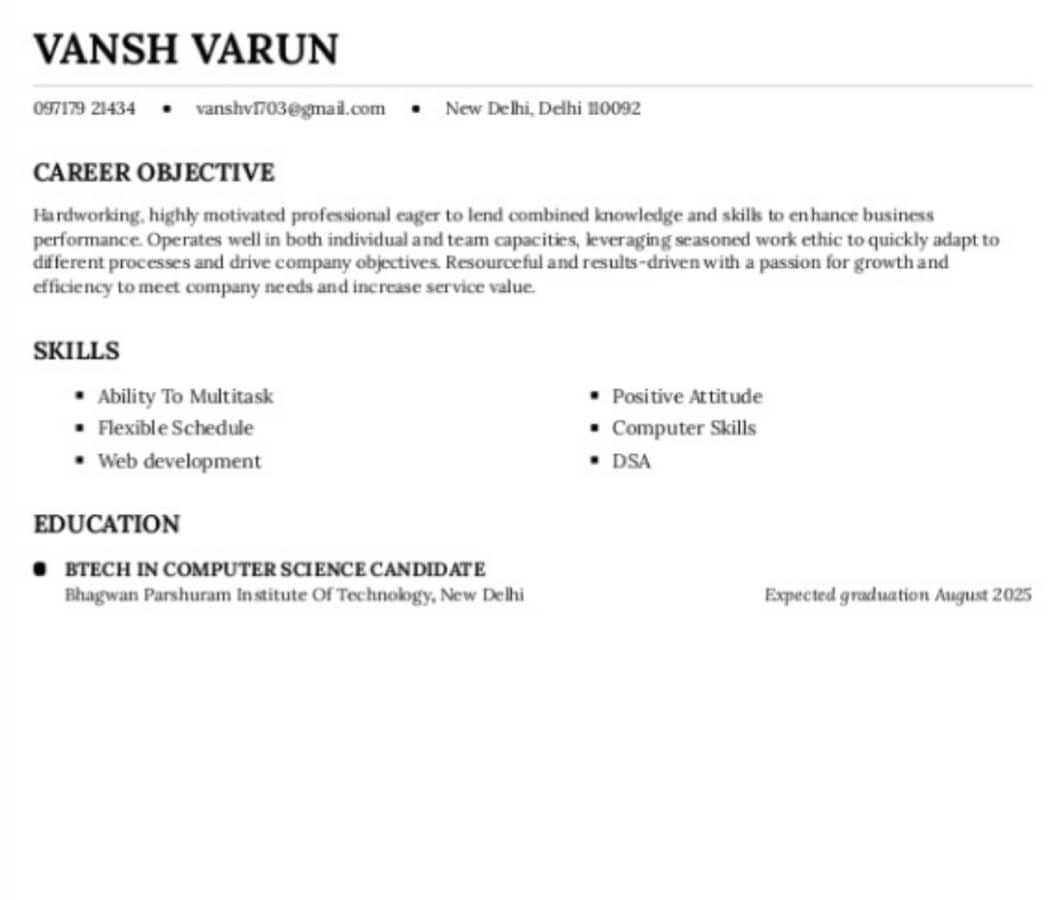 VANSH VARUN
097179 21434 ▪ vanshv1703@gmail.com ▪ New Delhi, Delhi 110092
CAREER OBJECTIVE
Hardworking, highly motivated professional eager to lend combined knowledge and skills to enhance business
performance. Operates well in both individual and team capacities, leveraging seasoned work ethic to quickly adapt to
different processes and drive company objectives. Resourceful and results-driven with a passion for growth and
efficiency to meet company needs and increase service value.
SKILLS
▪ Ability To Multitask
▪ Flexible Schedule
▪ Web development
▪ Positive Attitude
▪ Computer Skills
▪ DSA
EDUCATION
● BTECH IN COMPUTER SCIENCE CANDIDATE
Bhagwan Parshuram Institute Of Technology, New Delhi Expected graduation August 2025